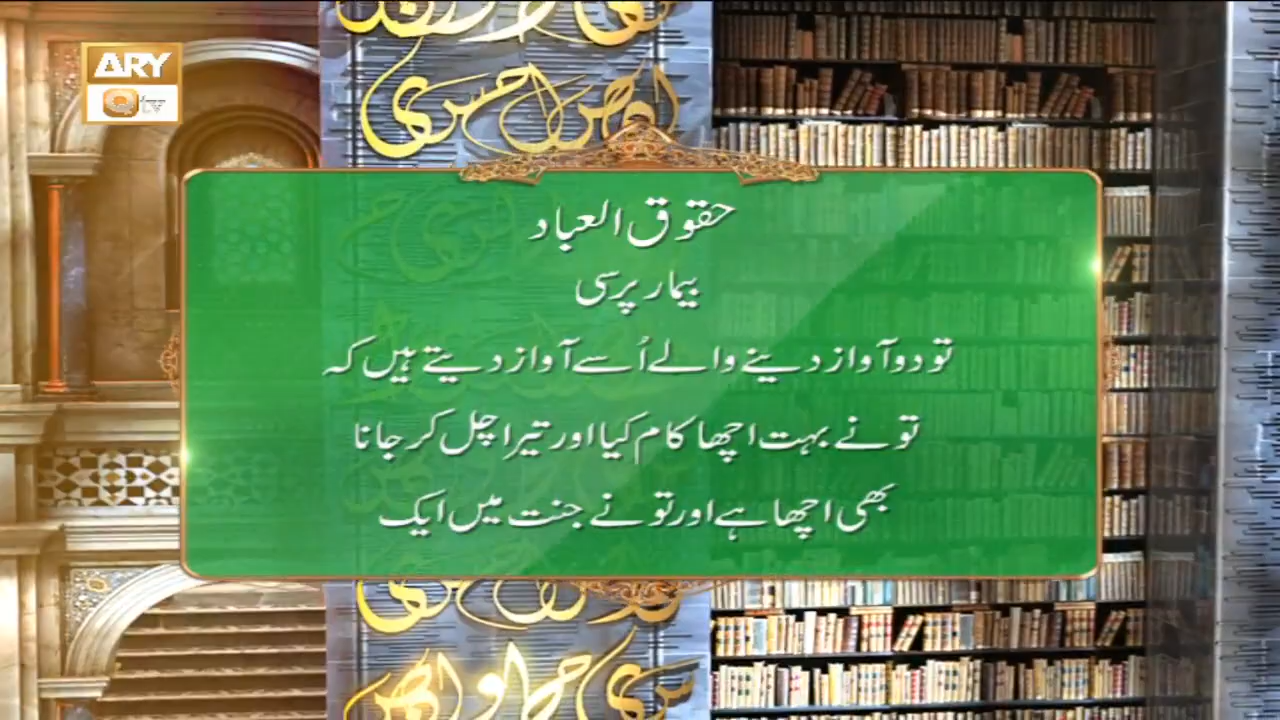 ARY
Qtv
حقوق العباد
بیمار پرسی
تو دو آواز دینے والے اُسے آواز دیتے ہیں کہ
تو نے بہت اچھا کام کیا اور تیرا چل کر جانا
بھی اچھا ہے اور تو نے جنت میں ایک